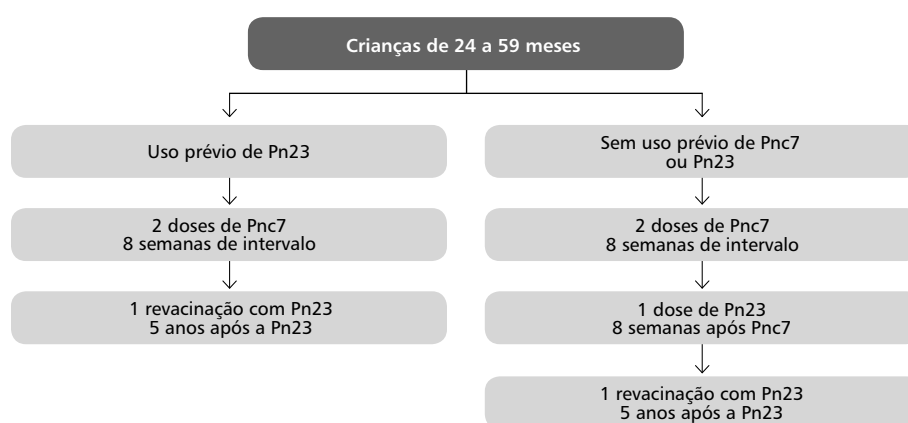 Crianças de 24 a 59 meses
Uso prévio de Pn23
2 doses de Pnc7
8 semanas de intervalo
1 revacinação com Pn23
5 anos após a Pn23
Sem uso prévio de Pnc7
ou Pn23
2 doses de Pnc7
8 semanas de intervalo
1 dose de Pn23
8 semanas após Pnc7
1 revacinação com Pn23
5 anos após a Pn23